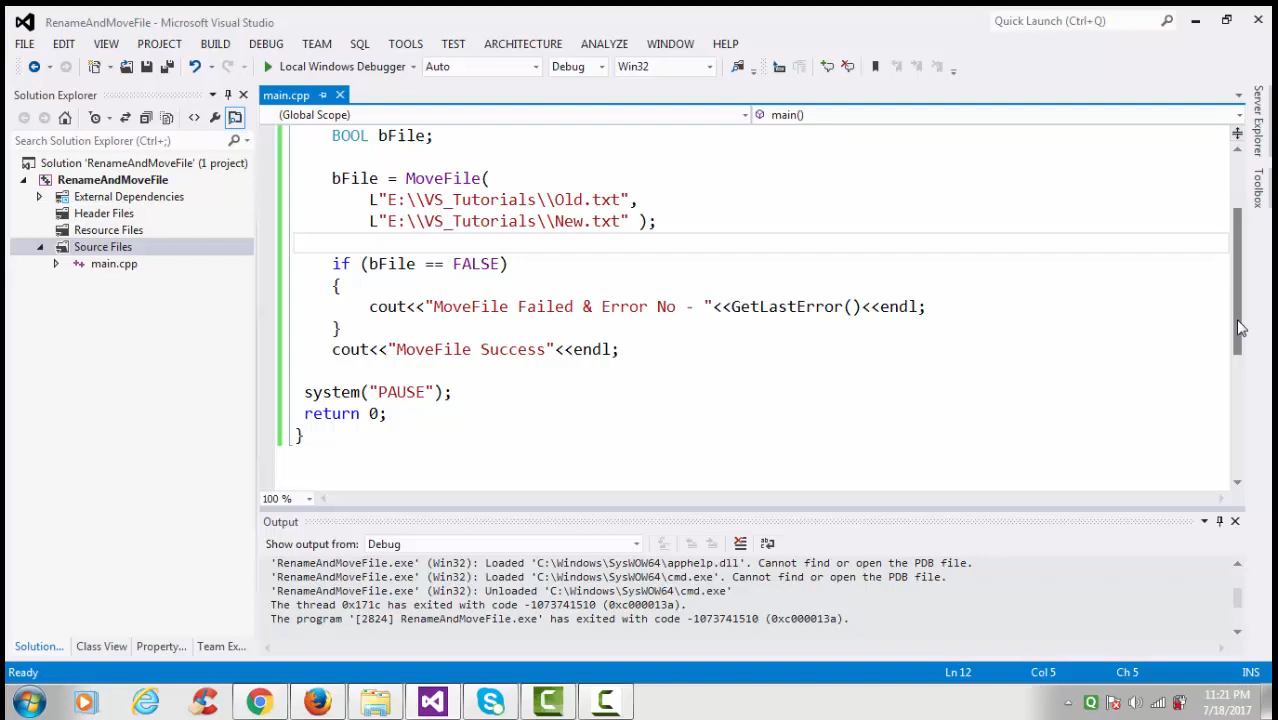 RenameAndMoveFile - Microsoft Visual Studio
Quick Launch (Ctrl+Q)
FILE EDIT VIEW PROJECT BUILD DEBUG TEAM SQL TOOLS TEST ARCHITECTURE ANALYZE WINDOW HELP
Local Windows Debugger Auto Debug Win32
Solution Explorer
main.cpp
(Global Scope) main()
Search Solution Explorer (Ctrl+;)
Solution 'RenameAndMoveFile' (1 project)
RenameAndMoveFile
External Dependencies
Header Files
Resource Files
Source Files
main.cpp
BOOL bFile;
bFile = MoveFile(
L"E:\\VS_Tutorials\\Old.txt",
L"E:\\VS_Tutorials\\New.txt" );
if (bFile == FALSE)
{
cout<<"MoveFile Failed & Error No - "<<GetLastError()<<endl;
}
cout<<"MoveFile Success"<<endl;
system("PAUSE");
return 0;
}
100 %
Server Explorer
Toolbox
Output
Show output from: Debug
'RenameAndMoveFile.exe' (Win32): Loaded 'C:\Windows\SysWOW64\apphelp.dll'. Cannot find or open the PDB file.
'RenameAndMoveFile.exe' (Win32): Loaded 'C:\Windows\SysWOW64\cmd.exe'. Cannot find or open the PDB file.
'RenameAndMoveFile.exe' (Win32): Unloaded 'C:\Windows\SysWOW64\cmd.exe'
The thread 0x171c has exited with code -1073741510 (0xc000013a).
The program '[2824] RenameAndMoveFile.exe' has exited with code -1073741510 (0xc000013a).
Solution... Class View Property... Team Ex...
Ready Ln 12 Col 5 Ch 5 INS
11:21 PM
7/18/2017